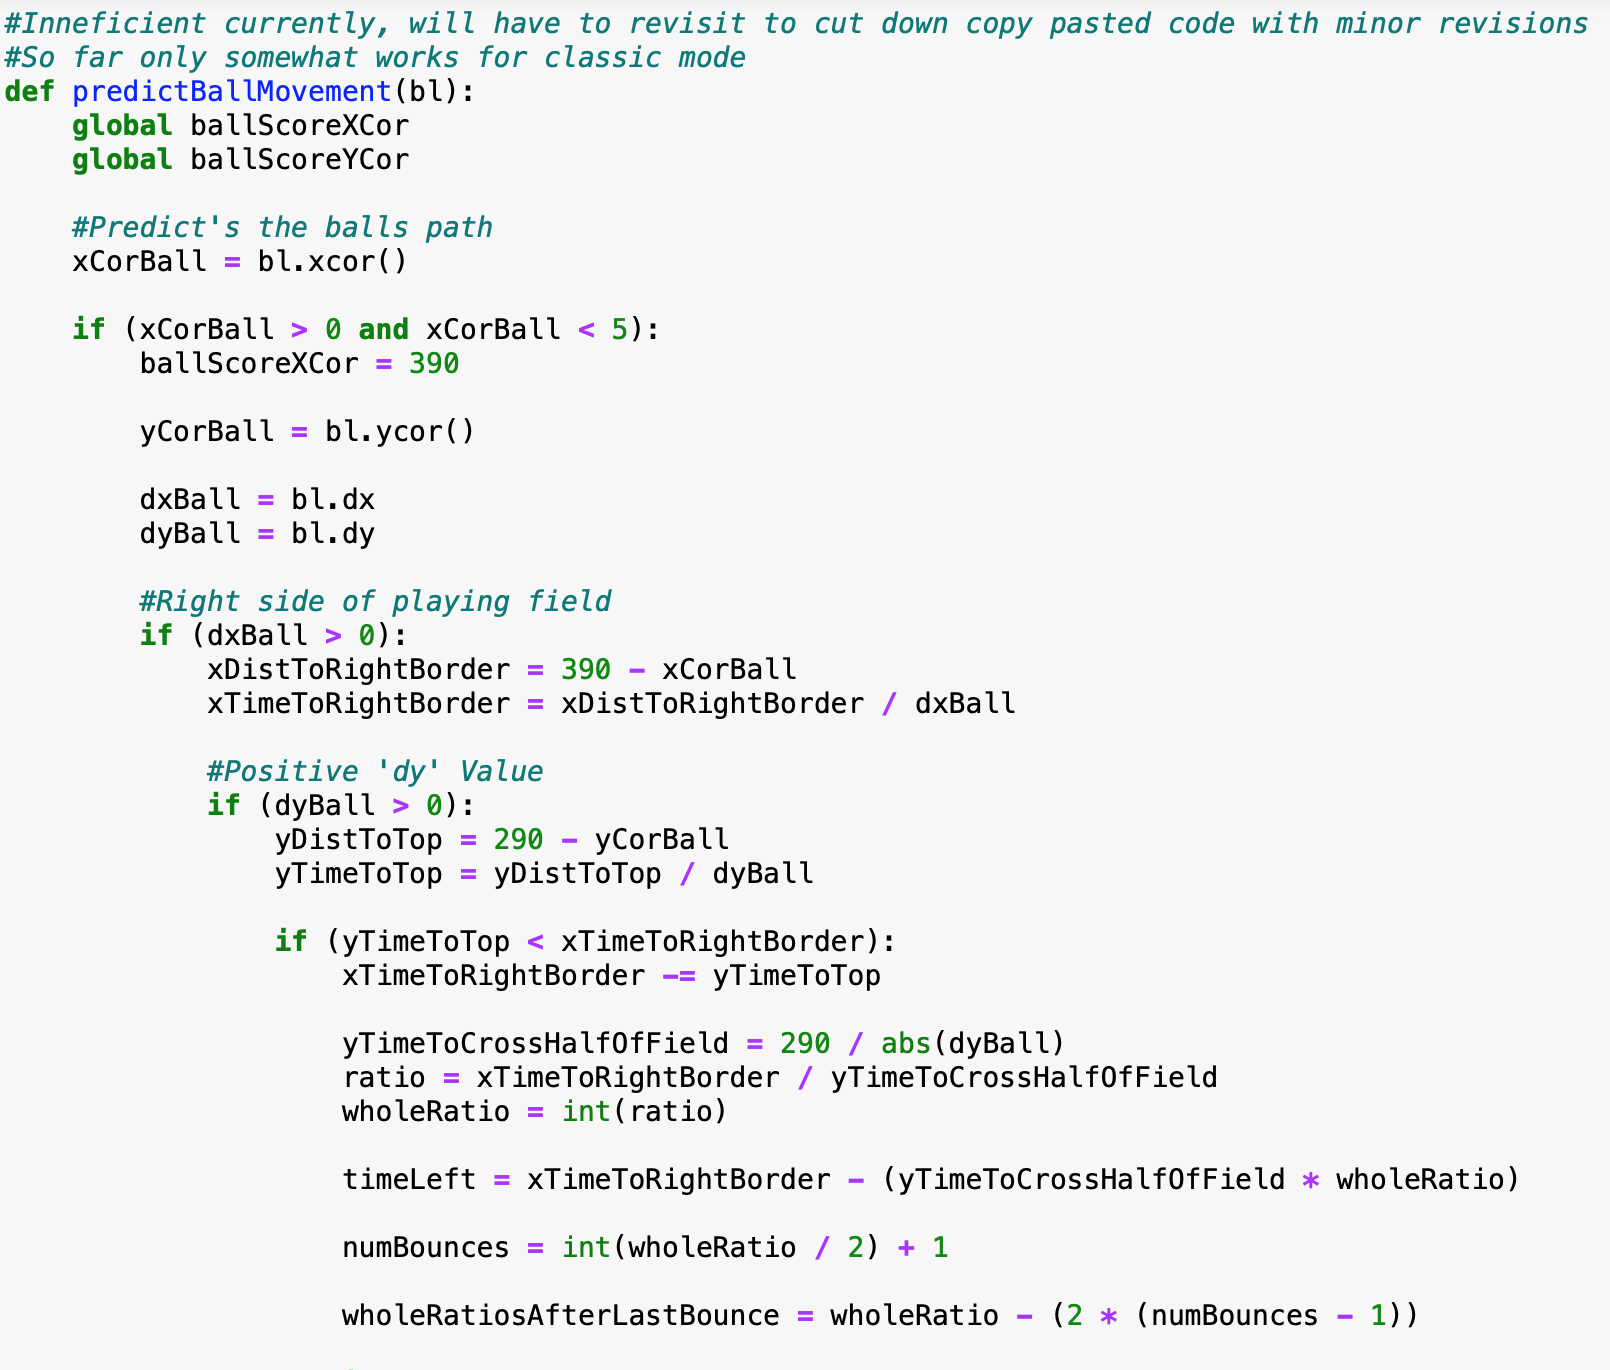 #Inneficient currently, will have to revisit to cut down copy pasted code with minor revisions
#So far only somewhat works for classic mode
def predictBallMovement(bl):
    global ballScoreXCor
    global ballScoreYCor

    #Predict's the balls path
    xCorBall = bl.xcor()

    if (xCorBall > 0 and xCorBall < 5):
        ballScoreXCor = 390

        yCorBall = bl.ycor()

        dxBall = bl.dx
        dyBall = bl.dy

        #Right side of playing field
        if (dxBall > 0):
            xDistToRightBorder = 390 - xCorBall
            xTimeToRightBorder = xDistToRightBorder / dxBall

            #Positive 'dy' Value
            if (dyBall > 0):
                yDistToTop = 290 - yCorBall
                yTimeToTop = yDistToTop / dyBall

                if (yTimeToTop < xTimeToRightBorder):
                    xTimeToRightBorder -= yTimeToTop

                    yTimeToCrossHalfOfField = 290 / abs(dyBall)
                    ratio = xTimeToRightBorder / yTimeToCrossHalfOfField
                    wholeRatio = int(ratio)

                    timeLeft = xTimeToRightBorder - (yTimeToCrossHalfOfField * wholeRatio)

                    numBounces = int(wholeRatio / 2) + 1

                    wholeRatiosAfterLastBounce = wholeRatio - (2 * (numBounces - 1))